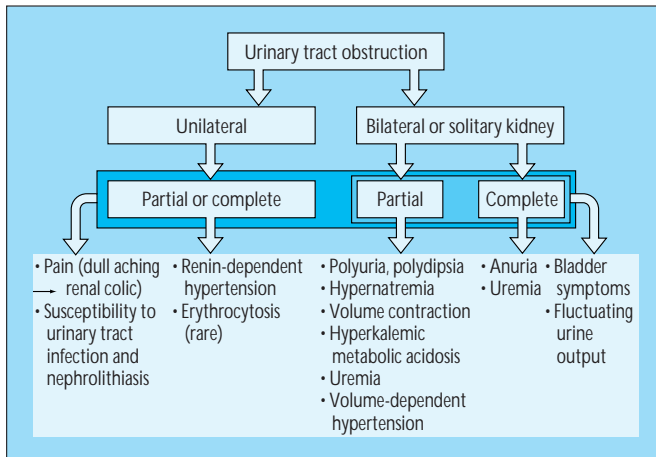 Urinary tract obstruction
Unilateral
Bilateral or solitary kidney
Partial or complete
Partial
Complete
• Pain (dull aching
→ renal colic)
• Susceptibility to
urinary tract
infection and
nephrolithiasis
• Renin-dependent
hypertension
• Erythrocytosis
(rare)
• Polyuria, polydipsia
• Hypernatremia
• Volume contraction
• Hyperkalemic
metabolic acidosis
• Uremia
• Volume-dependent
hypertension
• Anuria
• Uremia
• Bladder
symptoms
• Fluctuating
urine
output